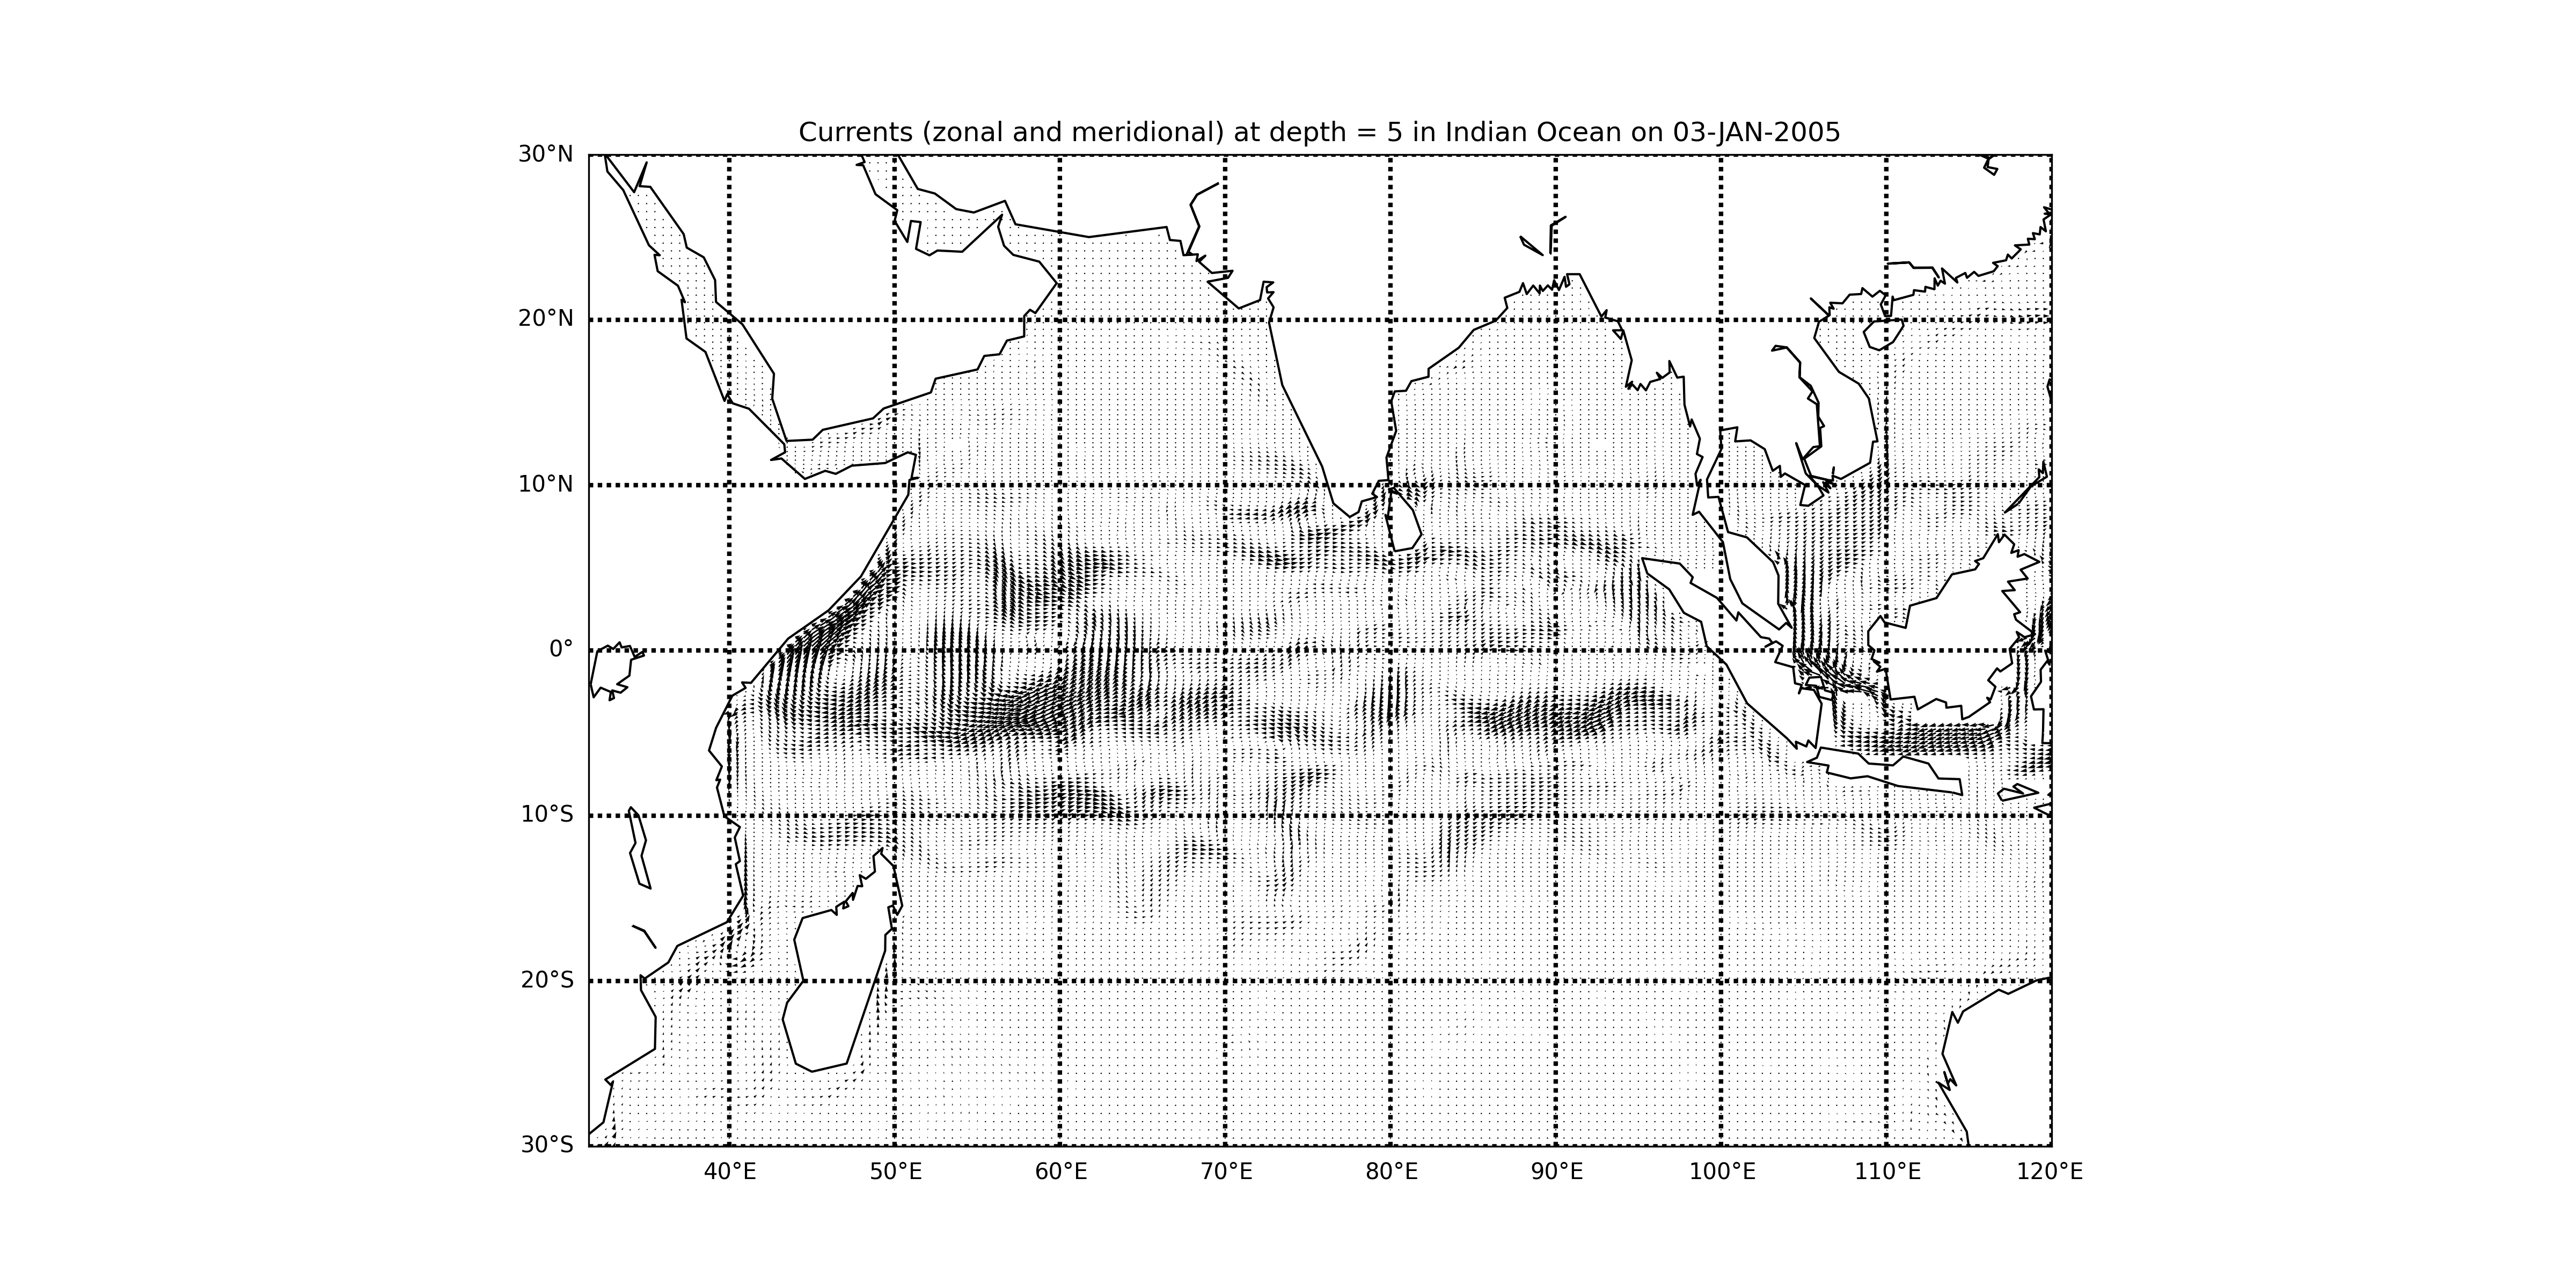 Currents (zonal and meridional) at depth = 5 in Indian Ocean on 03-JAN-2005
30°N
20°N
10°N
0°
10°S
20°S
30°S
40°E 50°E 60°E 70°E 80°E 90°E 100°E 110°E 120°E